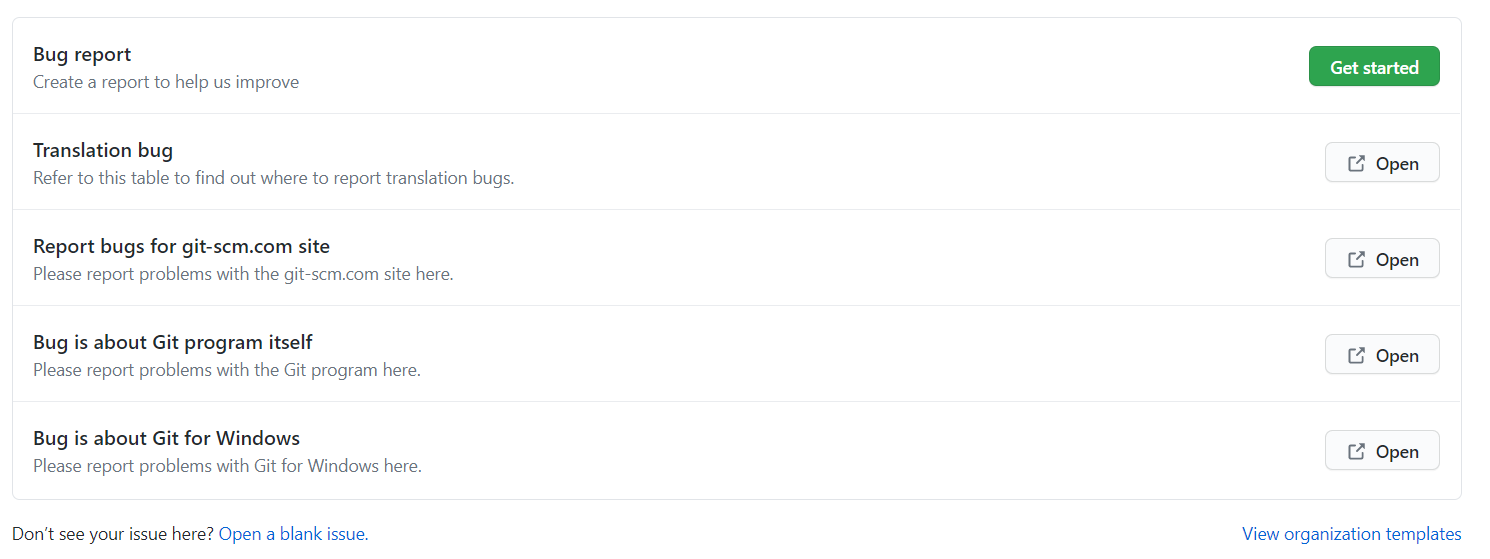 Bug report
Create a report to help us improve
Get started
Translation bug
Refer to this table to find out where to report translation bugs.
Open
Report bugs for git-scm.com site
Please report problems with the git-scm.com site here.
Open
Bug is about Git program itself
Please report problems with the Git program here.
Open
Bug is about Git for Windows
Please report problems with Git for Windows here.
Open
Don’t see your issue here? Open a blank issue.
View organization templates